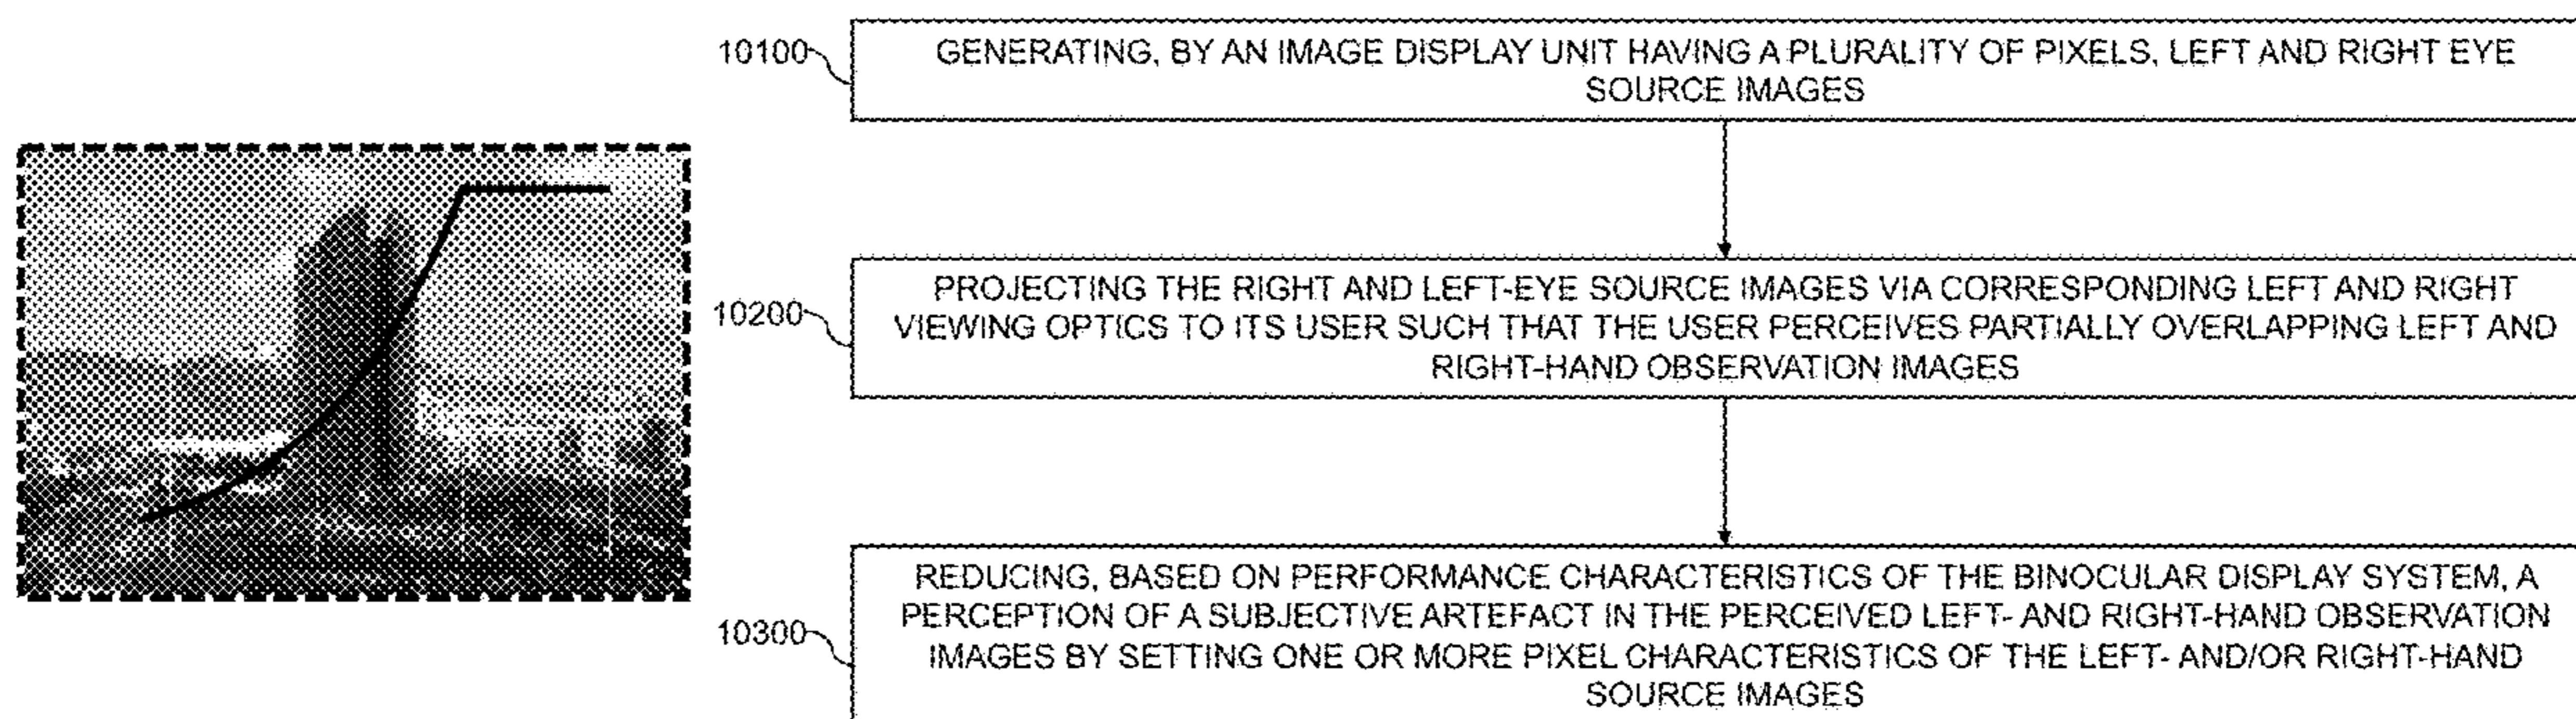 10100
GENERATING, BY AN IMAGE DISPLAY UNIT HAVING A PLURALITY OF PIXELS, LEFT AND RIGHT EYE
SOURCE IMAGES
10200
PROJECTING THE RIGHT AND LEFT-EYE SOURCE IMAGES VIA CORRESPONDING LEFT AND RIGHT
VIEWING OPTICS TO ITS USER SUCH THAT THE USER PERCEIVES PARTIALLY OVERLAPPING LEFT AND
RIGHT-HAND OBSERVATION IMAGES
10300
REDUCING, BASED ON PERFORMANCE CHARACTERISTICS OF THE BINOCULAR DISPLAY SYSTEM, A
PERCEPTION OF A SUBJECTIVE ARTEFACT IN THE PERCEIVED LEFT- AND RIGHT-HAND OBSERVATION
IMAGES BY SETTING ONE OR MORE PIXEL CHARACTERISTICS OF THE LEFT- AND/OR RIGHT-HAND
SOURCE IMAGES